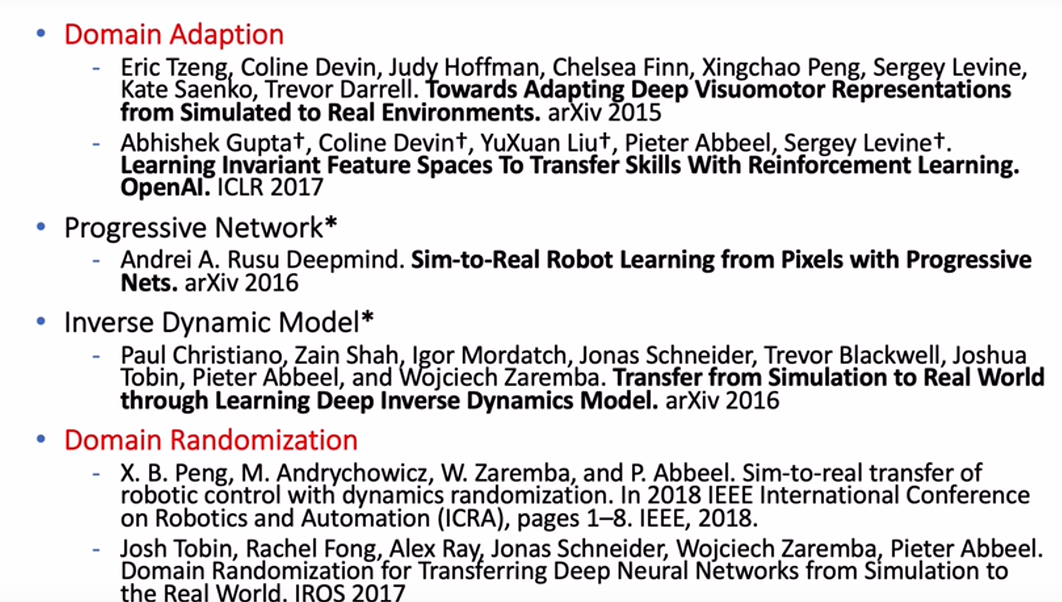 • Domain Adaption
- Eric Tzeng, Coline Devin, Judy Hoffman, Chelsea Finn, Xingchao Peng, Sergey Levine,
Kate Saenko, Trevor Darrell. Towards Adapting Deep Visuomotor Representations
from Simulated to Real Environments. arXiv 2015
- Abhishek Gupta†, Coline Devin†, YuXuan Liu†, Pieter Abbeel, Sergey Levine†.
Learning Invariant Feature Spaces To Transfer Skills With Reinforcement Learning.
OpenAI. ICLR 2017
• Progressive Network*
- Andrei A. Rusu Deepmind. Sim-to-Real Robot Learning from Pixels with Progressive
Nets. arXiv 2016
• Inverse Dynamic Model*
- Paul Christiano, Zain Shah, Igor Mordatch, Jonas Schneider, Trevor Blackwell, Joshua
Tobin, Pieter Abbeel, and Wojciech Zaremba. Transfer from Simulation to Real World
through Learning Deep Inverse Dynamics Model. arXiv 2016
• Domain Randomization
- X. B. Peng, M. Andrychowicz, W. Zaremba, and P. Abbeel. Sim-to-real transfer of
robotic control with dynamics randomization. In 2018 IEEE International Conference
on Robotics and Automation (ICRA), pages 1–8. IEEE, 2018.
- Josh Tobin, Rachel Fong, Alex Ray, Jonas Schneider, Wojciech Zaremba, Pieter Abbeel.
Domain Randomization for Transferring Deep Neural Networks from Simulation to
the Real World. IROS 2017